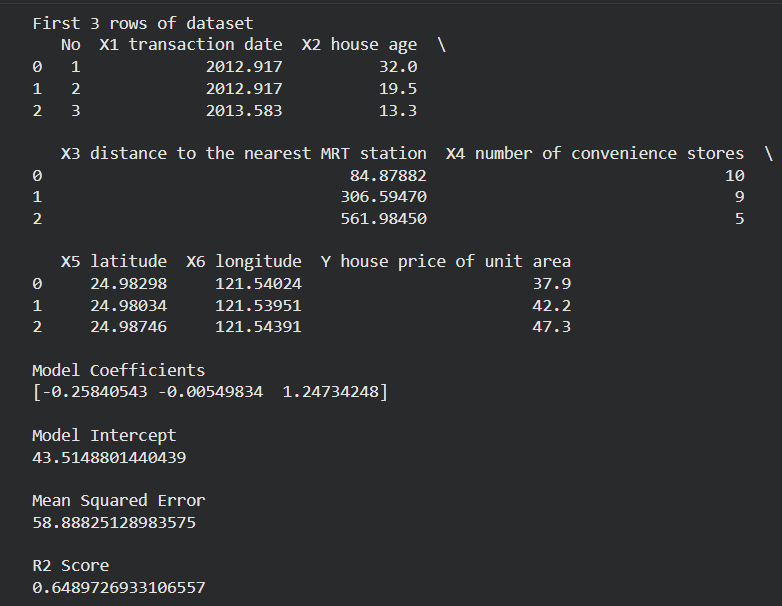 First 3 rows of dataset
No X1 transaction date X2 house age \
0 1 2012.917 32.0
1 2 2012.917 19.5
2 3 2013.583 13.3
X3 distance to the nearest MRT station X4 number of convenience stores \
0 84.87882 10
1 306.59470 9
2 561.98450 5
X5 latitude X6 longitude Y house price of unit area
0 24.98298 121.54024 37.9
1 24.98034 121.53951 42.2
2 24.98746 121.54391 47.3
Model Coefficients
[-0.25840543 -0.00549834 1.24734248]
Model Intercept
43.5148801440439
Mean Squared Error
58.88825128983575
R2 Score
0.6489726933106557